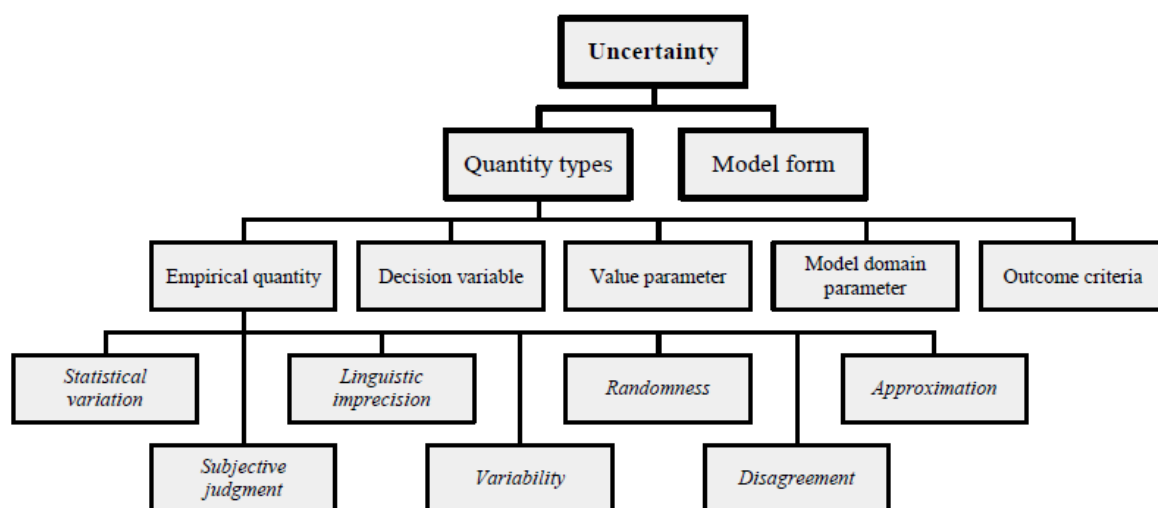 Uncertainty
Quantity types
Model form
Empirical quantity
Decision variable
Value parameter
Model domain
parameter
Outcome criteria
Statistical
variation
Linguistic
imprecision
Randomness
Approximation
Subjective
judgment
Variability
Disagreement